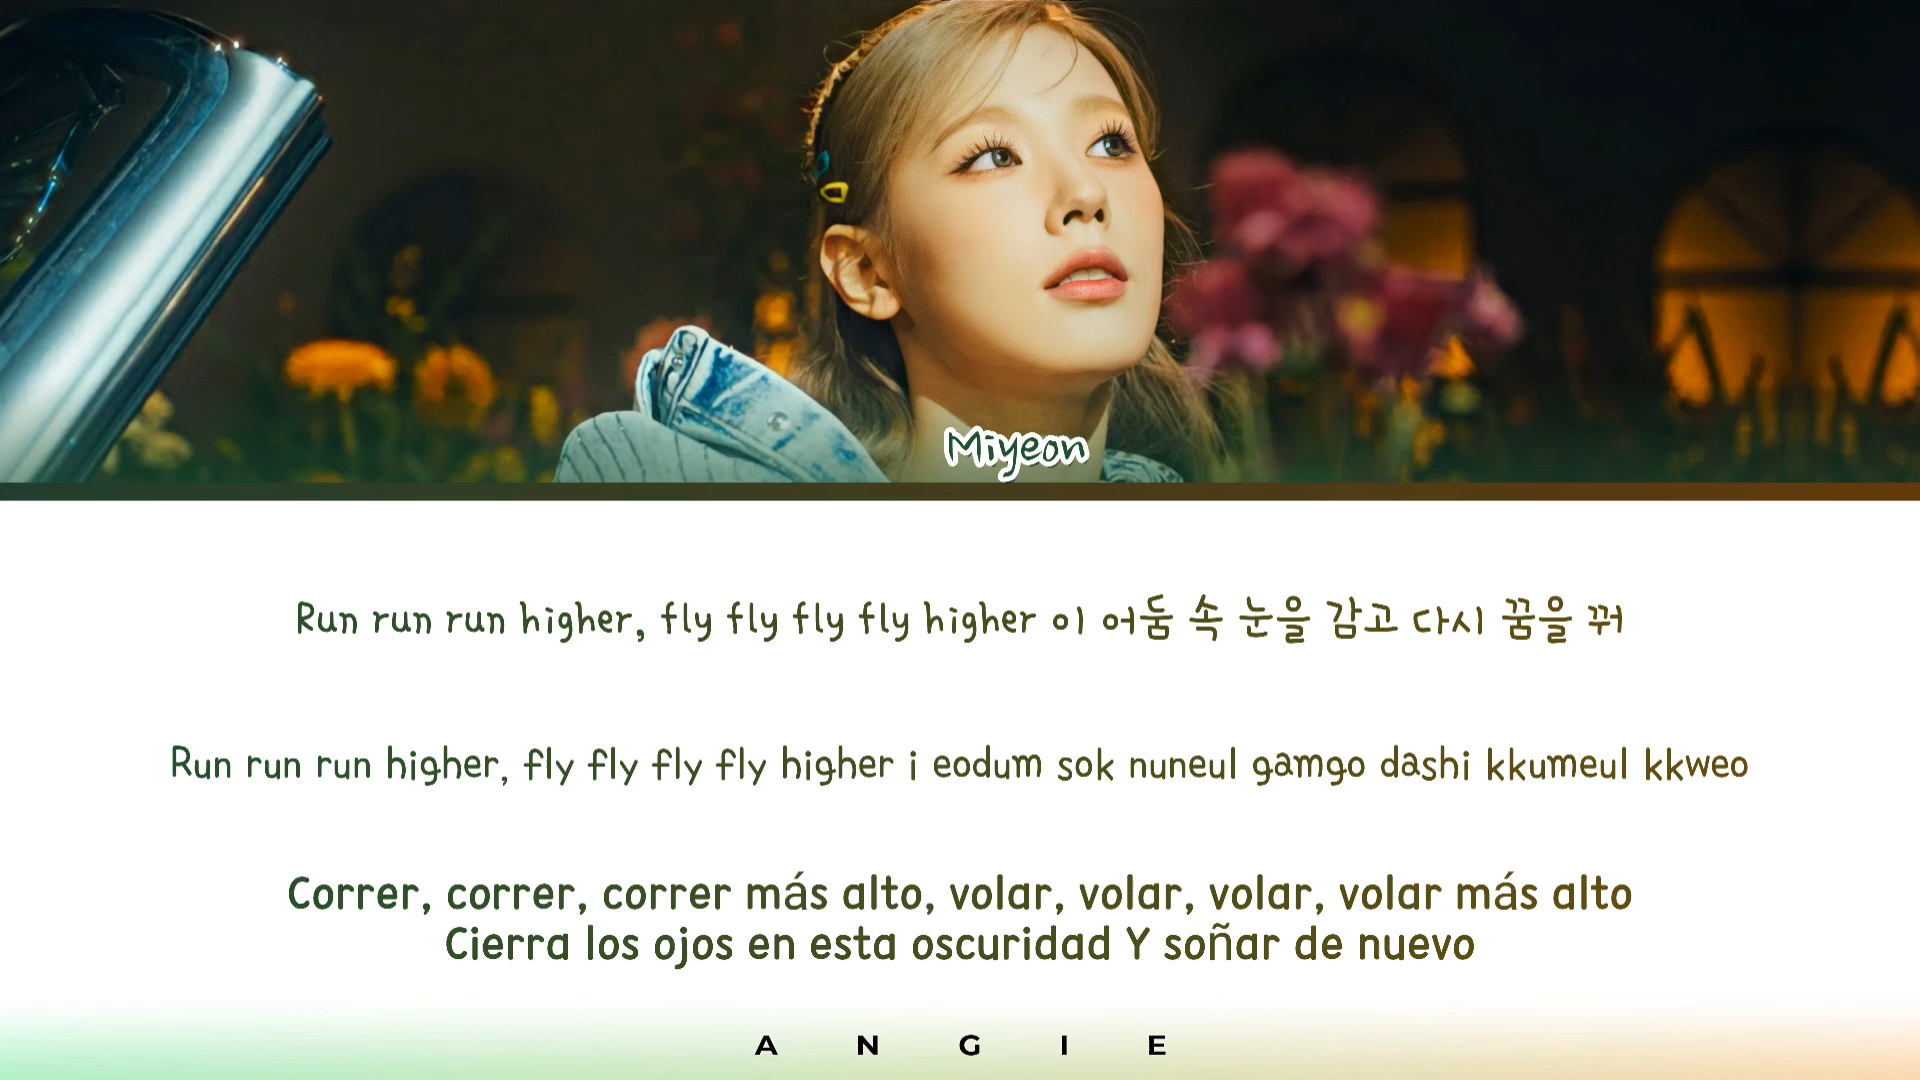 Miyeon
Run run run higher, fly fly fly fly higher 이 어둠 속 눈을 감고 다시 꿈을 꿔
Run run run higher, fly fly fly fly higher i eodum sok nuneul gamgo dashi kkumeul kkweo
Correr, correr, correr más alto, volar, volar, volar, volar más alto
Cierra los ojos en esta oscuridad Y soñar de nuevo
A N G I E